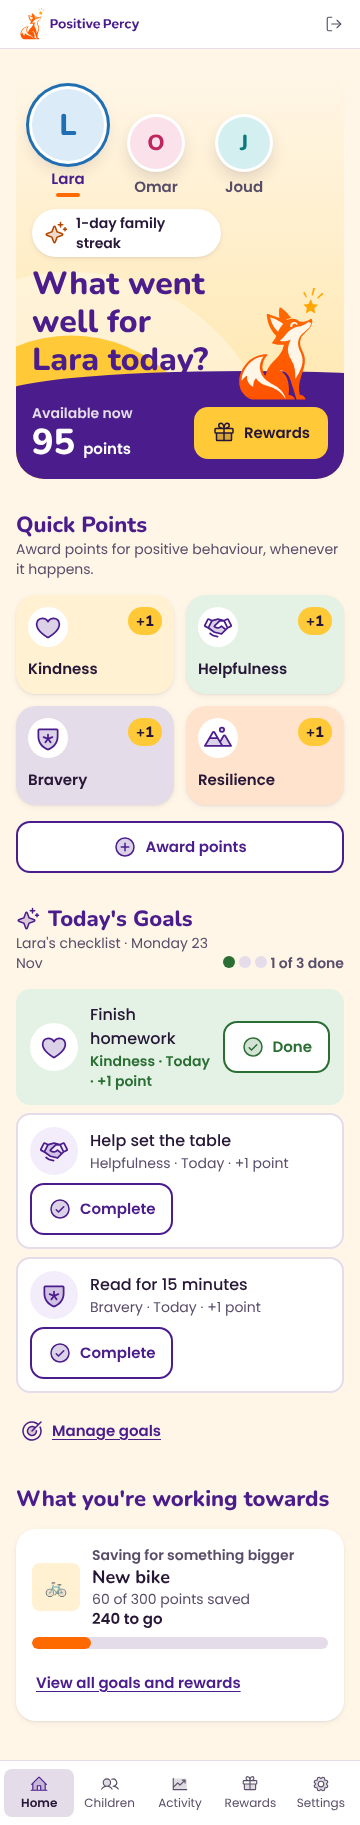 Positive Percy
L
O
J
Lara
Omar
Joud
1-day family
streak
What went
well for
Lara today?
Available now
95 points
Rewards
Quick Points
Award points for positive behaviour, whenever
it happens.
+1
Kindness
+1
Helpfulness
+1
Bravery
+1
Resilience
Award points
Today's Goals
Lara's checklist · Monday 23
Nov
1 of 3 done
Finish
homework
Kindness · Today
· +1 point
Done
Help set the table
Helpfulness · Today · +1 point
Complete
Read for 15 minutes
Bravery · Today · +1 point
Complete
Manage goals
What you're working towards
Saving for something bigger
New bike
60 of 300 points saved
240 to go
View all goals and rewards
Home
Children
Activity
Rewards
Settings